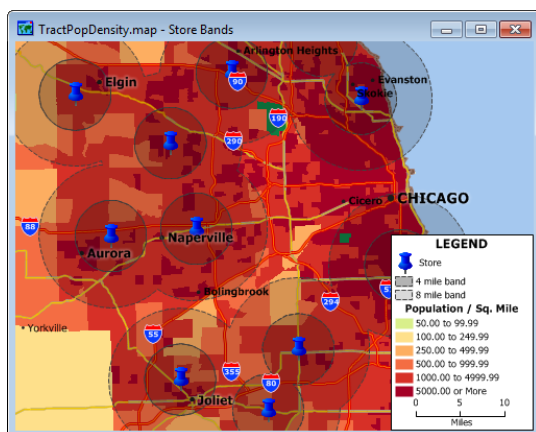 TractPopDensity.map - Store Bands
Arlington Heights
Elgin
90
Evanston
Skokie
190
290
Cicero
CHICAGO
88
Naperville
Aurora
Bolingbrook
294
Yorkville
55
355
80
Joliet
LEGEND
Store
4 mile band
8 mile band
Population / Sq. Mile
50.00 to 99.99
100.00 to 249.99
250.00 to 499.99
500.00 to 999.99
1000.00 to 4999.99
5000.00 or More
0 5 10
Miles